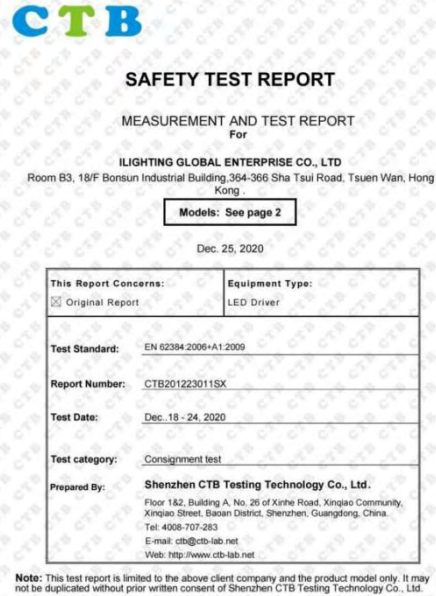 CTB
SAFETY TEST REPORT
MEASUREMENT AND TEST REPORT
For
ILIGHTING GLOBAL ENTERPRISE CO., LTD
Room B3, 18/F Bonsun Industrial Building,364-366 Sha Tsui Road, Tsuen Wan, Hong
Kong .
Models: See page 2
Dec. 25, 2020
This Report Concerns: Equipment Type:
☒ Original Report LED Driver
Test Standard: EN 62384:2006+A1:2009
Report Number: CTB201223011SX
Test Date: Dec..18 - 24, 2020
Test category: Consignment test
Prepared By: Shenzhen CTB Testing Technology Co., Ltd.
Floor 1&2, Building A, No. 26 of Xinhe Road, Xinqiao Community,
Xinqiao Street, Baoan District, Shenzhen, Guangdong, China.
Tel: 4008-707-283
E-mail: ctb@ctb-lab.net
Web: http://www.ctb-lab.net
Note: This test report is limited to the above client company and the product model only. It may
not be duplicated without prior written consent of Shenzhen CTB Testing Technology Co., Ltd.